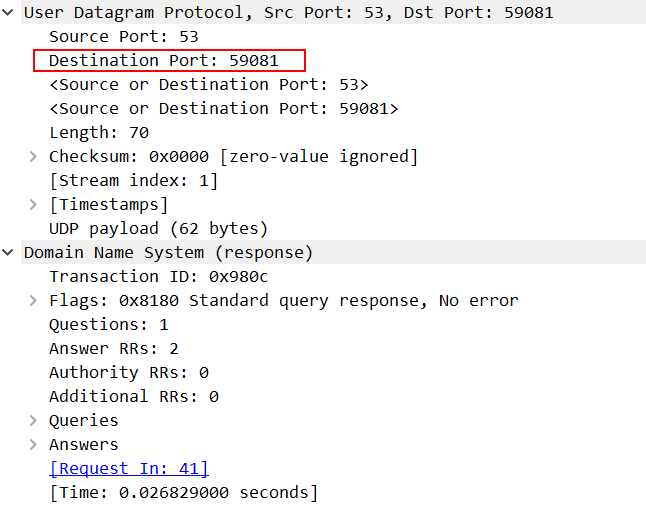 User Datagram Protocol, Src Port: 53, Dst Port: 59081
Source Port: 53
Destination Port: 59081
<Source or Destination Port: 53>
<Source or Destination Port: 59081>
Length: 70
Checksum: 0x0000 [zero-value ignored]
[Stream index: 1]
[Timestamps]
UDP payload (62 bytes)
Domain Name System (response)
Transaction ID: 0x980c
Flags: 0x8180 Standard query response, No error
Questions: 1
Answer RRs: 2
Authority RRs: 0
Additional RRs: 0
Queries
Answers
[Request In: 41]
[Time: 0.026829000 seconds]